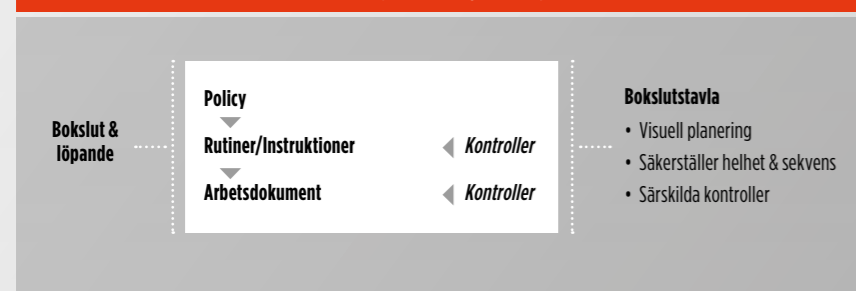 Bokslut &
löpande
Policy
Rutiner/Instruktioner
Kontroller
Arbetsdokument
Kontroller
Bokslutstavla
• Visuell planering
• Säkerställer helhet & sekvens
• Särskilda kontroller